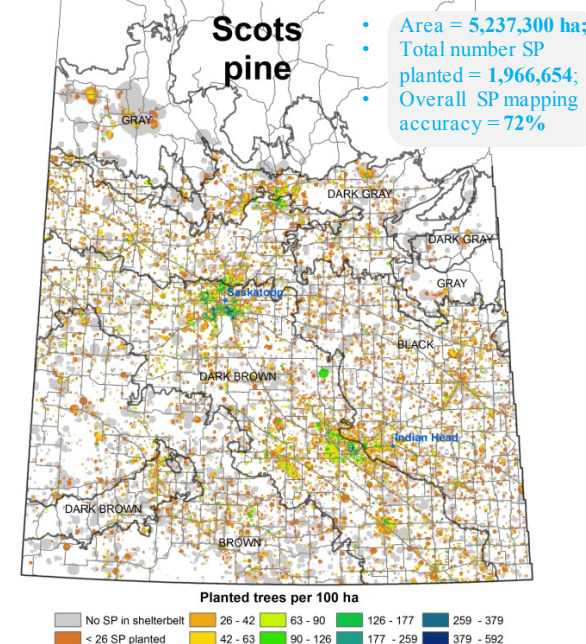 Scots
pine
• Area = 5,237,300 ha;
• Total number SP
planted = 1,966,654;
• Overall SP mapping
accuracy = 72%
GRAY
DARK GRAY
DARK GRAY
GRAY
Saskatoon
BLACK
DARK BROWN
Indian Head
DARK BROWN
BROWN
Planted trees per 100 ha
No SP in shelterbelt 26 - 42 63 - 90 126 - 177 259 - 379
< 26 SP planted 42 - 63 90 - 126 177 - 259 379 - 592